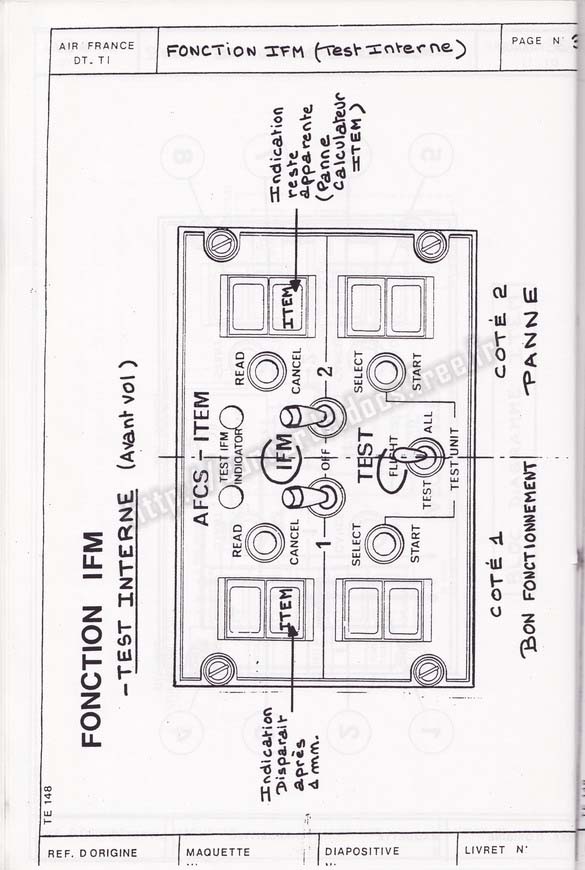 AIR FRANCE
DT. TI
FONCTION IFM (Test Interne)
PAGE N° 3
FONCTION IFM
-TEST INTERNE (Avant vol)
Indication
Disparait
après
1 mn.
Indication
reste
apparente
(Panne
calculateur
ITEM)
AFCS - ITEM
TEST IFM
INDICATOR
READ
CANCEL
READ
CANCEL
ITEM
ITEM
IFM
1
OFF
2
TEST
SELECT
START
SELECT
START
TEST
FLIGHT
ALL
TEST UNIT
COTÉ 1
BON FONCTIONNEMENT
COTÉ 2
PANNE
TE 148
REF. D'ORIGINE
MAQUETTE
DIAPOSITIVE
LIVRET N°